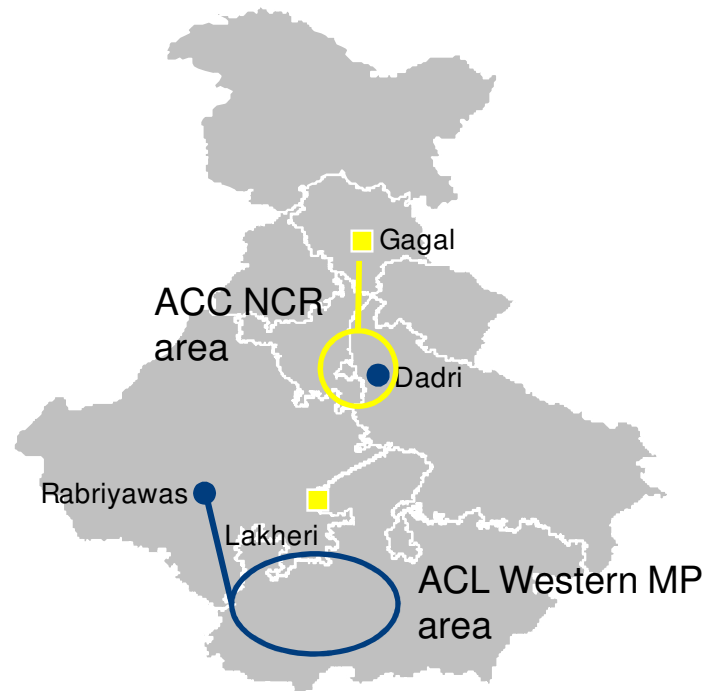 Gagal
ACC NCR
area
Dadri
Rabriyawas
Lakheri
ACL Western MP
area